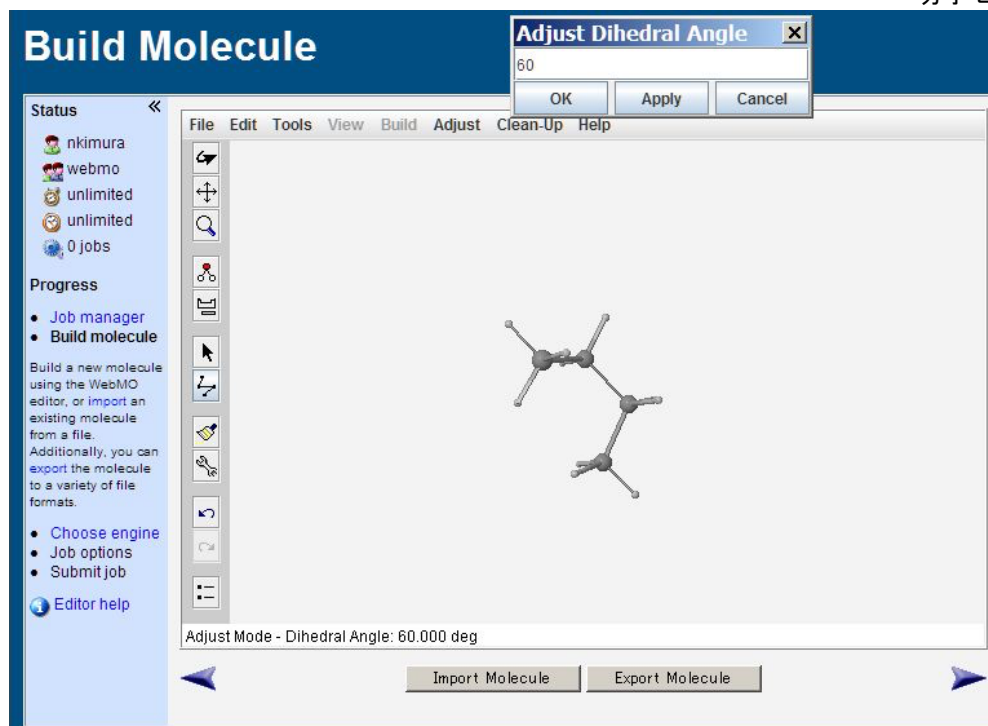 Build Molecule
Adjust Dihedral Angle
60
OK Apply Cancel
Status
nkimura
webmo
unlimited
unlimited
0 jobs
Progress
Job manager
Build molecule
Build a new molecule
using the WebMO
editor, or import an
existing molecule
from a file.
Additionally, you can
export the molecule
to a variety of file
formats.
Choose engine
Job options
Submit job
Editor help
File Edit Tools View Build Adjust Clean-Up Help
Adjust Mode - Dihedral Angle: 60.000 deg
Import Molecule Export Molecule